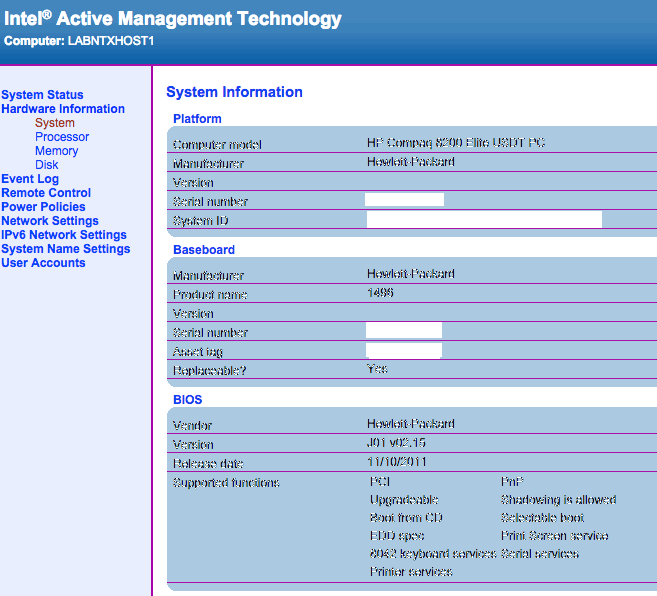 Intel® Active Management Technology
Computer: LABNTXHOST1
System Status
Hardware Information
System
Processor
Memory
Disk
Event Log
Remote Control
Power Policies
Network Settings
IPv6 Network Settings
System Name Settings
User Accounts
System Information
Platform
Computer model HP Compaq 8200 Elite USDT PC
Manufacturer Hewlett-Packard
Version
Serial number
System ID
Baseboard
Manufacturer Hewlett-Packard
Product name 1496
Version
Serial number
Asset tag
Replaceable? Yes
BIOS
Vendor Hewlett-Packard
Version J01 v02.15
Release date 11/10/2011
Supported functions PCI PnP
Upgradeable Shadowing is allowed
Boot from CD Selectable boot
EDD spec Print Screen service
8042 keyboard services Serial services
Printer services